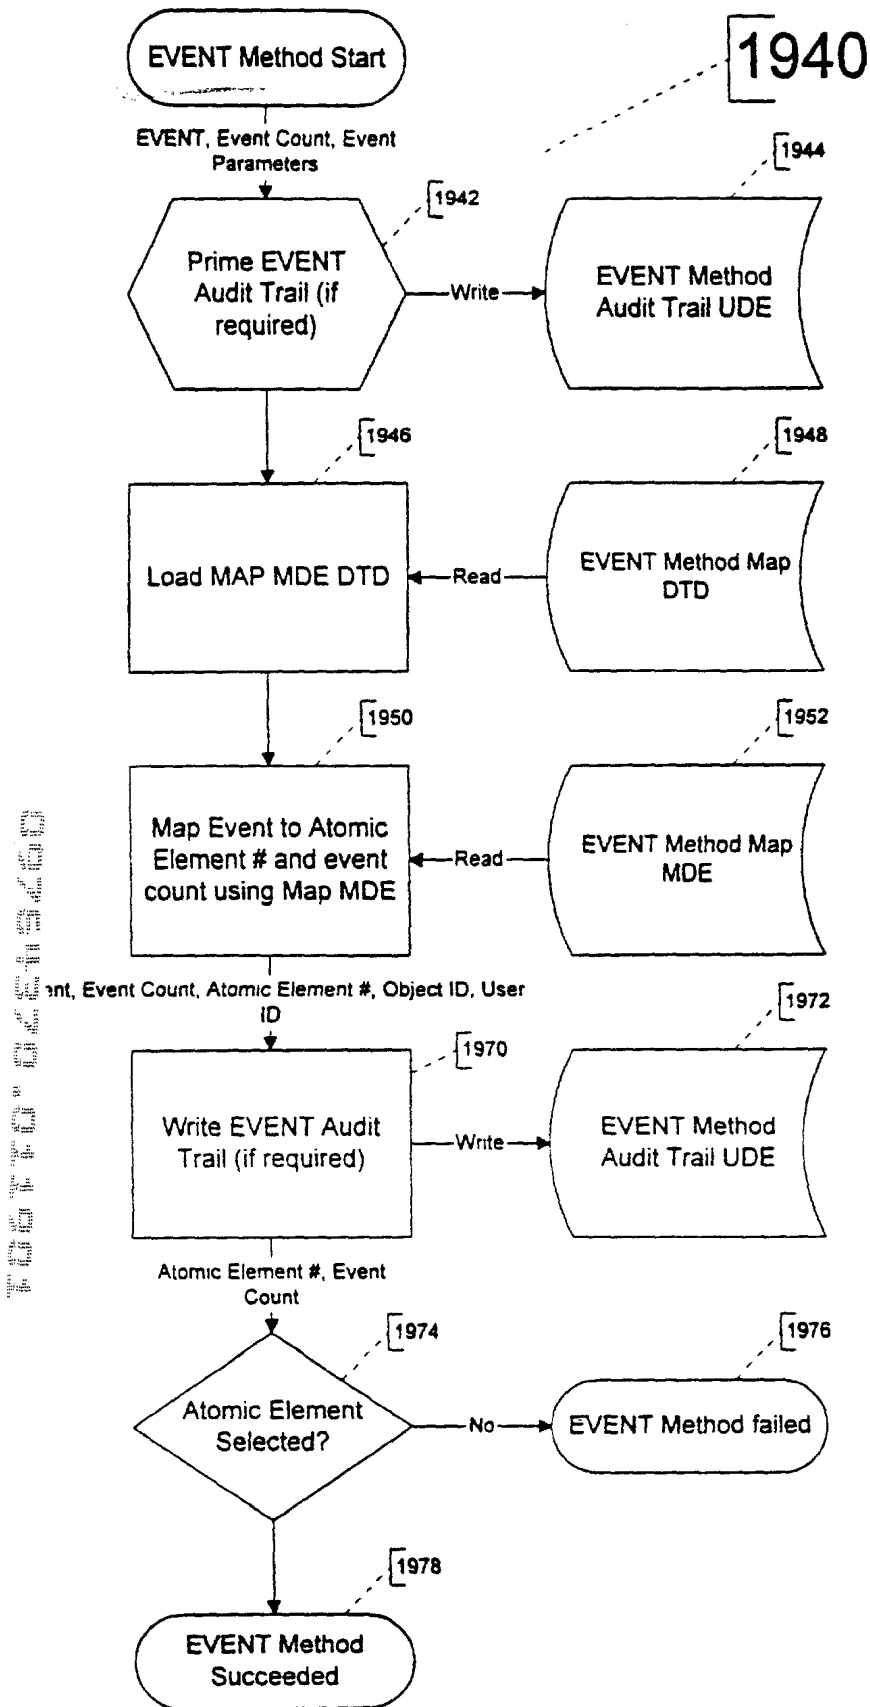 EVENT Method Start
1940
EVENT, Event Count, Event
Parameters
1942
1944
Prime EVENT
Audit Trail (if
required)
Write
EVENT Method
Audit Trail UDE
1946
1948
Load MAP MDE DTD
Read
EVENT Method Map
DTD
1950
1952
Map Event to Atomic
Element # and event
count using Map MDE
Read
EVENT Method Map
MDE
Event Count, Atomic Element #, Object ID, User
ID
1970
1972
Write EVENT Audit
Trail (if required)
Write
EVENT Method
Audit Trail UDE
Atomic Element #, Event
Count
1974
1976
Atomic Element
Selected?
No
EVENT Method failed
1978
EVENT Method
Succeeded